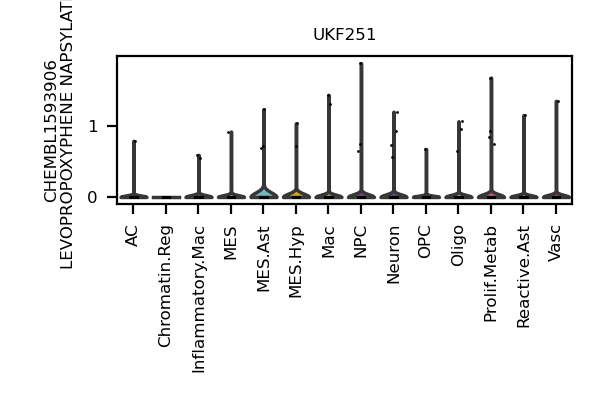 UKF251
CHEMBL1593906
LEVOPROPOXYPHENE NAPSYLAT
1
0
AC
Chromatin.Reg
Inflammatory.Mac
MES
MES.Ast
MES.Hyp
Mac
NPC
Neuron
OPC
Oligo
Prolif.Metab
Reactive.Ast
Vasc